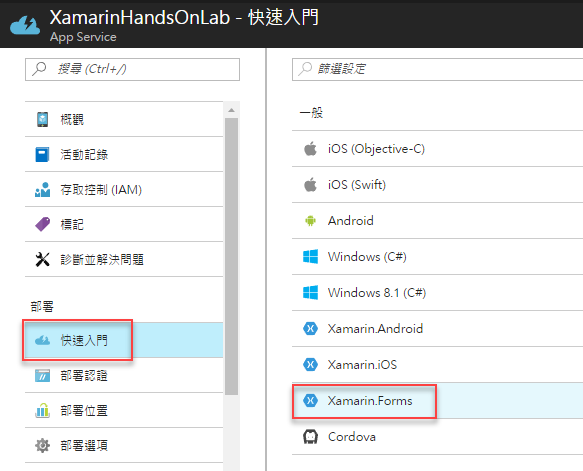 XamarinHandsOnLab - 快速入門
App Service
搜尋 (Ctrl+/)
概觀
活動記錄
存取控制 (IAM)
標記
診斷並解決問題
部署
快速入門
部署認證
部署位置
部署選項
篩選設定
一般
iOS (Objective-C)
iOS (Swift)
Android
Windows (C#)
Windows 8.1 (C#)
Xamarin.Android
Xamarin.iOS
Xamarin.Forms
Cordova